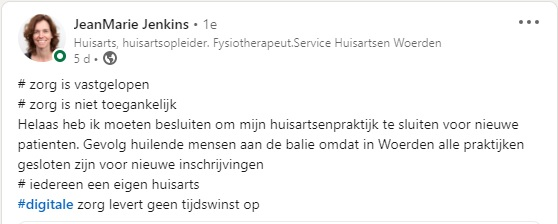 JeanMarie Jenkins • 1e
Huisarts, huisartsopleider. Fysiotherapeut.Service Huisartsen Woerden
5 d •
# zorg is vastgelopen
# zorg is niet toegankelijk
Helaas heb ik moeten besluiten om mijn huisartsenpraktijk te sluiten voor nieuwe
patienten. Gevolg huilende mensen aan de balie omdat in Woerden alle praktijken
gesloten zijn voor nieuwe inschrijvingen
# iedereen een eigen huisarts
#digitale zorg levert geen tijdswinst op